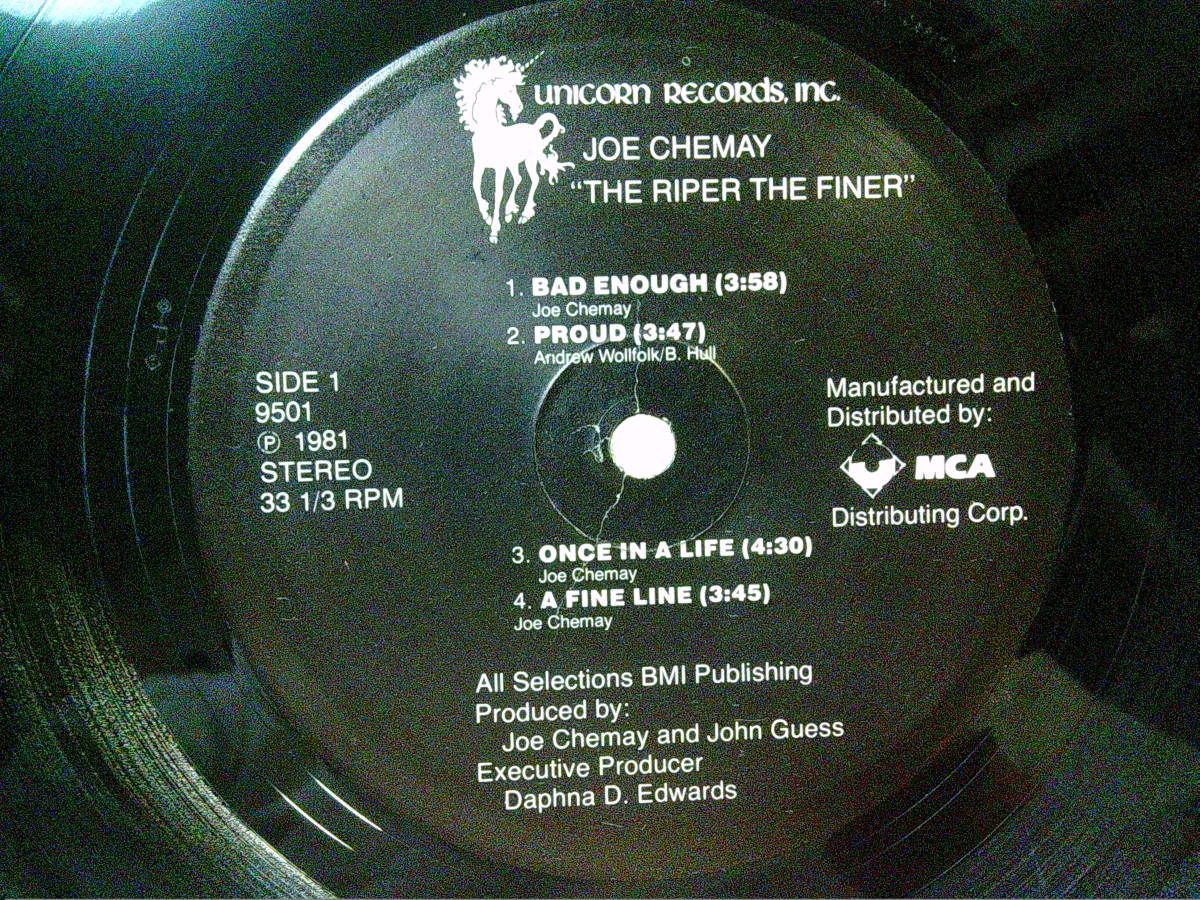 UNICORN RECORDS, INC.
JOE CHEMAY
“THE RIPER THE FINER”
1. BAD ENOUGH (3:58)
Joe Chemay
2. PROUD (3:47)
Andrew Wollfolk/B. Hull
SIDE 1
9501
Ⓟ 1981
STEREO
33 1/3 RPM
Manufactured and
Distributed by:
MCA
Distributing Corp.
3. ONCE IN A LIFE (4:30)
Joe Chemay
4. A FINE LINE (3:45)
Joe Chemay
All Selections BMI Publishing
Produced by:
Joe Chemay and John Guess
Executive Producer
Daphna D. Edwards